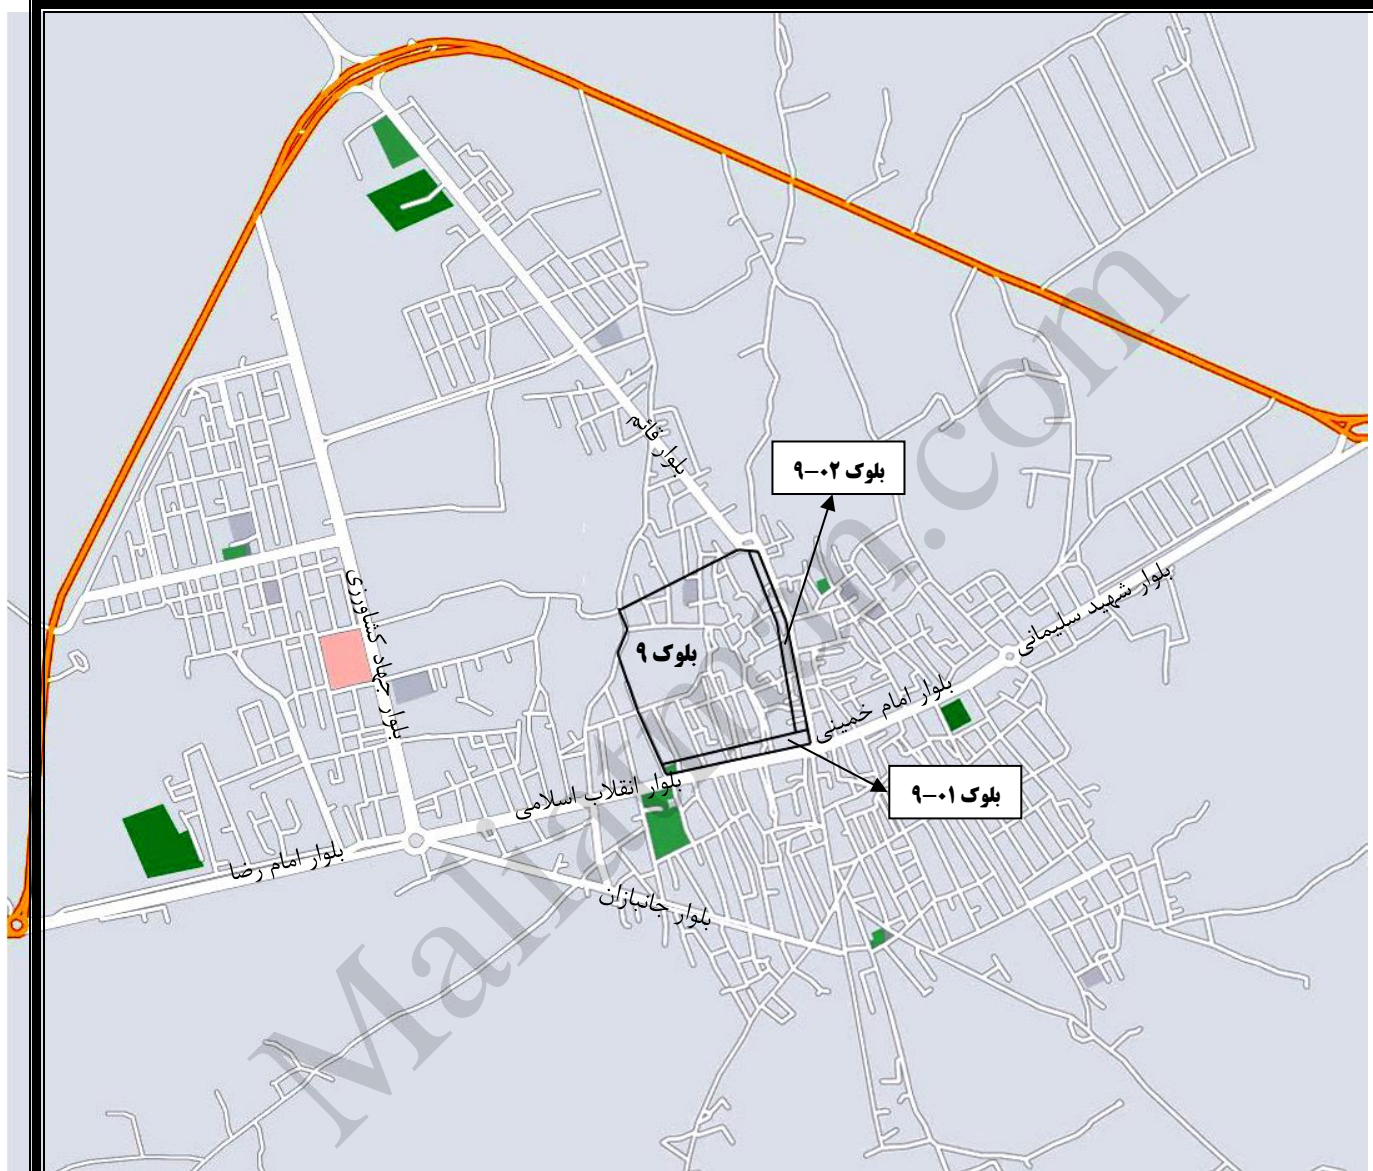 بلوار قائم
بلوک ۰۲-۹
بلوار شهید سلیمانی
بلوار جهاد کشاورزی
بلوک ۹
بلوار امام خمینی
بلوک ۰۱-۹
بلوار انقلاب اسلامی
بلوار امام رضا
بلوار جانبازان
Maliatman.com